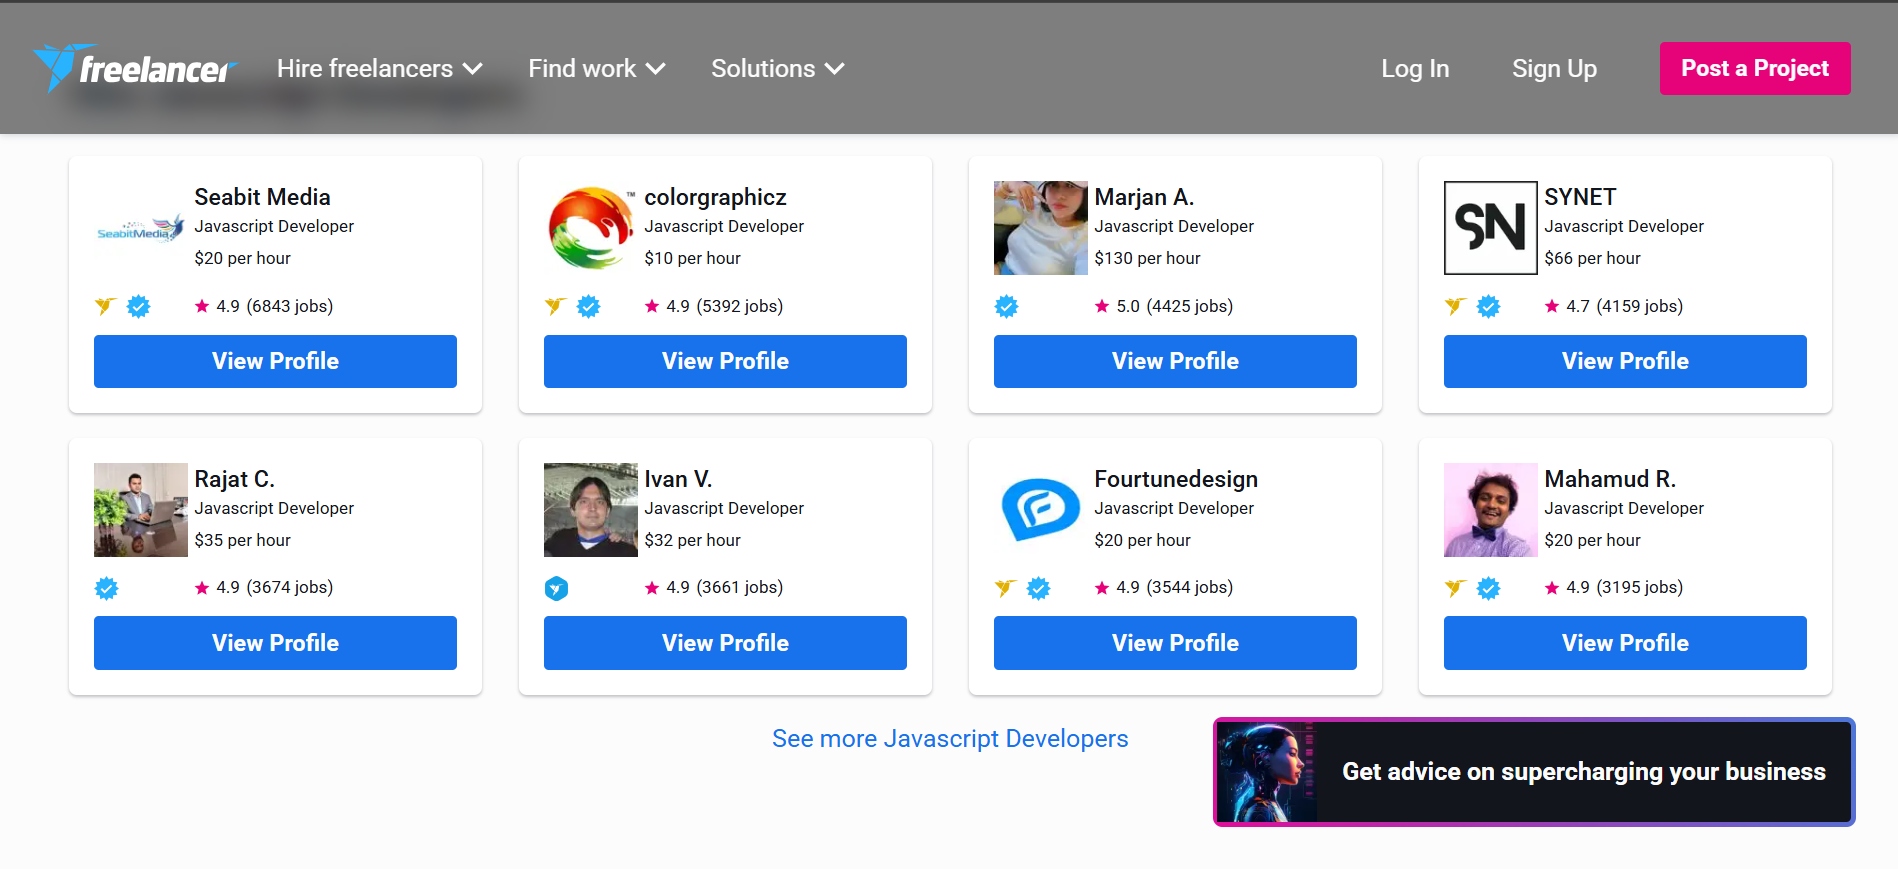 freelancer Hire freelancers Find work Solutions Log In Sign Up Post a Project
SeabitMedia
Seabit Media
Javascript Developer
$20 per hour
4.9 (6843 jobs)
View Profile
TM
colorgraphicz
Javascript Developer
$10 per hour
4.9 (5392 jobs)
View Profile
Marjan A.
Javascript Developer
$130 per hour
5.0 (4425 jobs)
View Profile
SN
SYNET
Javascript Developer
$66 per hour
4.7 (4159 jobs)
View Profile
Rajat C.
Javascript Developer
$35 per hour
4.9 (3674 jobs)
View Profile
Ivan V.
Javascript Developer
$32 per hour
4.9 (3661 jobs)
View Profile
Fourtunedesign
Javascript Developer
$20 per hour
4.9 (3544 jobs)
View Profile
Mahamud R.
Javascript Developer
$20 per hour
4.9 (3195 jobs)
View Profile
See more Javascript Developers
Get advice on supercharging your business